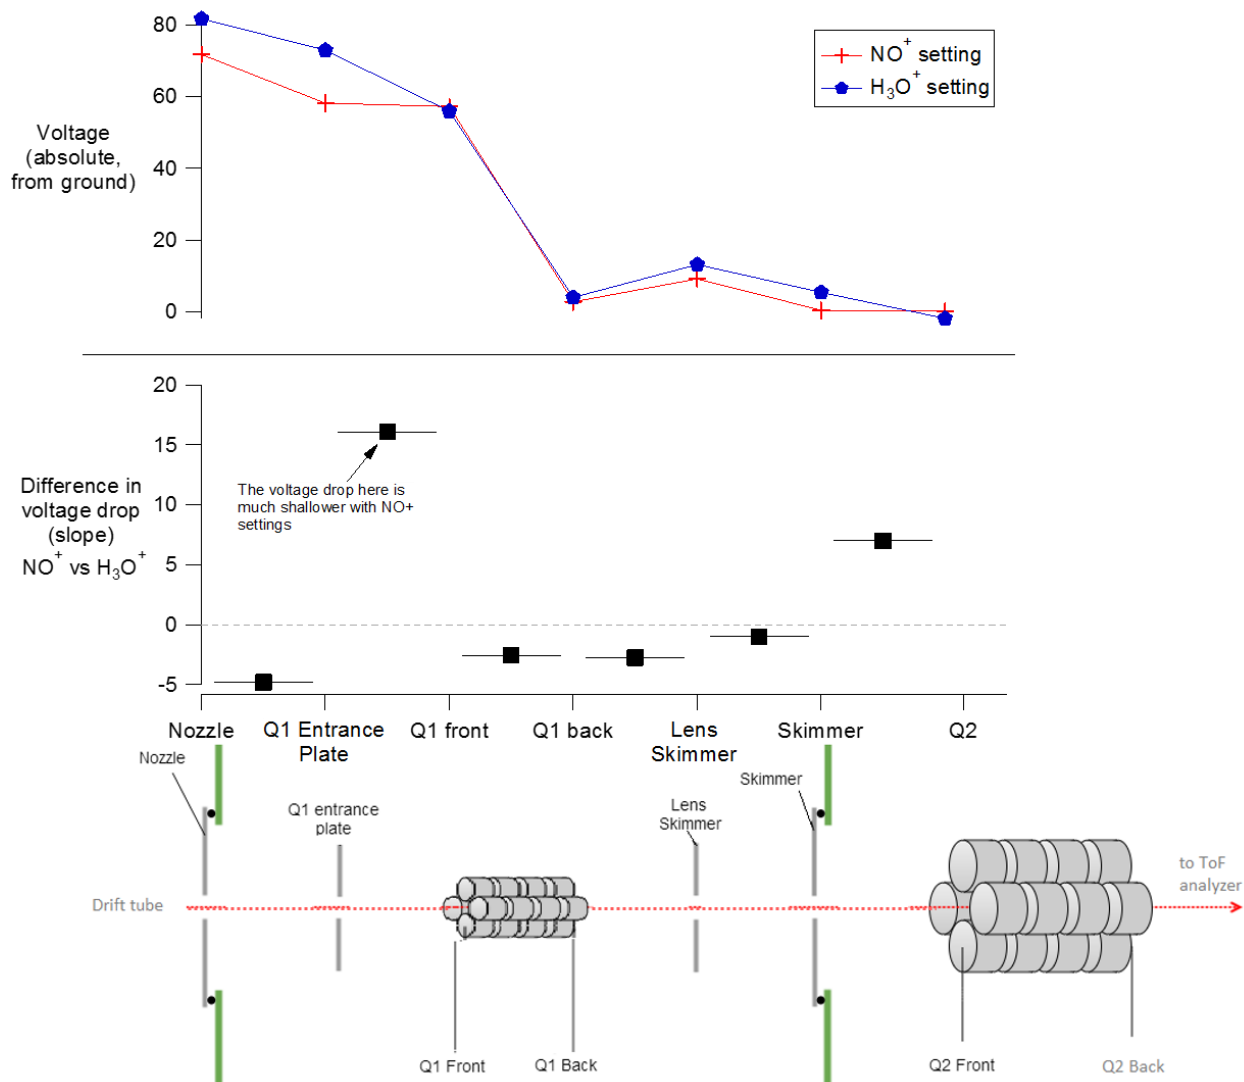 80
60
40
20
0
Voltage
(absolute,
from ground)
NO+ setting
H3O+ setting
20
15
10
5
0
-5
Difference in
voltage drop
(slope)
NO+ vs H3O+
The voltage drop here is
much shallower with NO+
settings
Nozzle
Q1 Entrance
Plate
Q1 front
Q1 back
Lens
Skimmer
Skimmer
Q2
Nozzle
Q1 entrance
plate
Lens
Skimmer
Skimmer
Drift tube
to ToF
analyzer
Q1 Front
Q1 Back
Q2 Front
Q2 Back